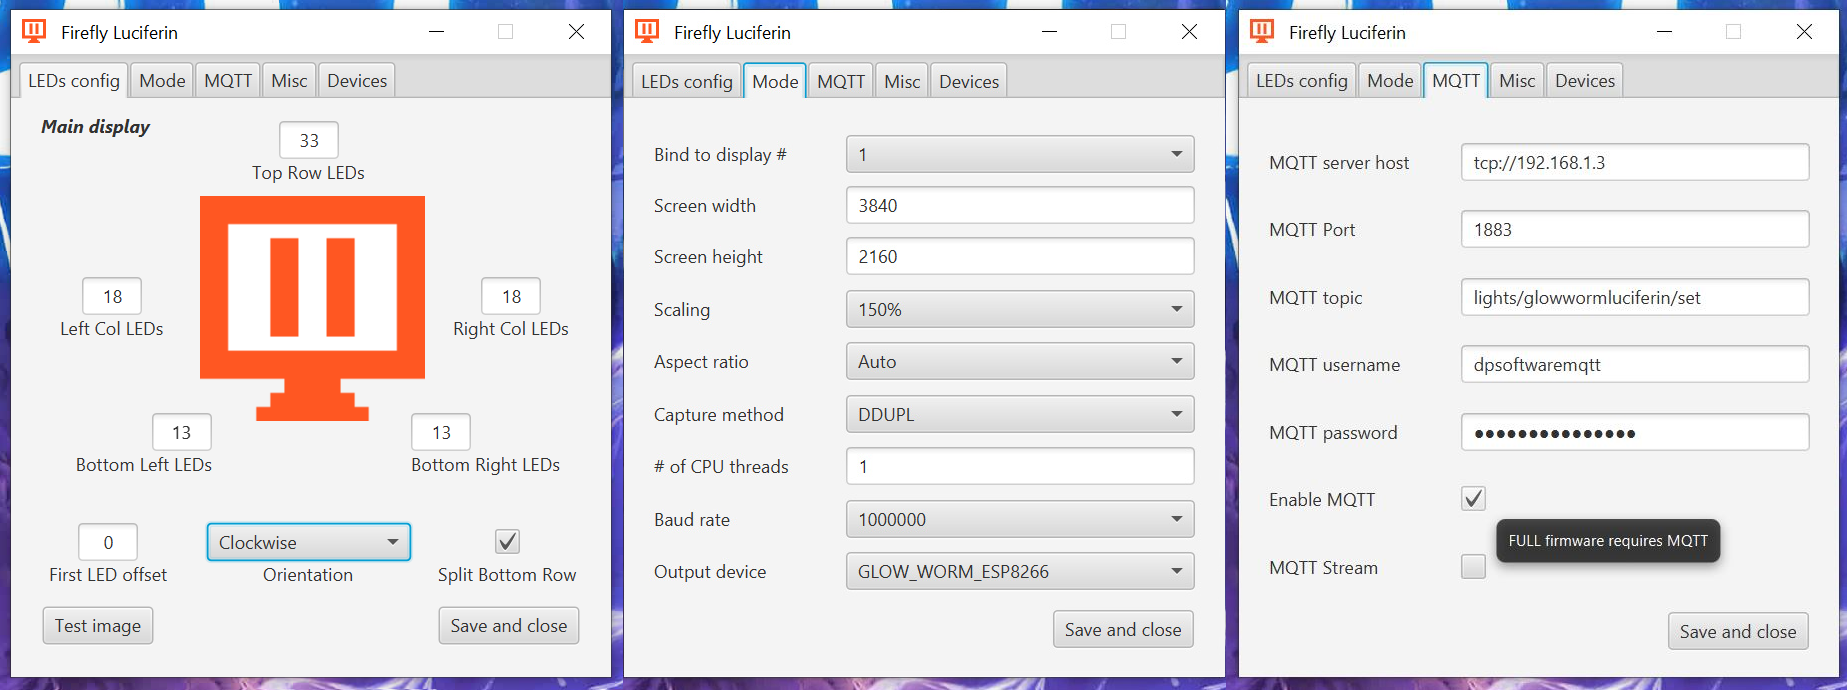 Firefly Luciferin
LEDs config Mode MQTT Misc Devices
Main display
33
Top Row LEDs
18
Left Col LEDs
18
Right Col LEDs
13
Bottom Left LEDs
13
Bottom Right LEDs
0
First LED offset
Clockwise
Orientation
Split Bottom Row
Test image
Save and close
Firefly Luciferin
LEDs config Mode MQTT Misc Devices
Bind to display # 1
Screen width 3840
Screen height 2160
Scaling 150%
Aspect ratio Auto
Capture method DDUPL
# of CPU threads 1
Baud rate 1000000
Output device GLOW_WORM_ESP8266
Save and close
Firefly Luciferin
LEDs config Mode MQTT Misc Devices
MQTT server host tcp://192.168.1.3
MQTT Port 1883
MQTT topic lights/glowwormluciferin/set
MQTT username dpsoftwaremqtt
MQTT password ●●●●●●●●●●●●●●●
Enable MQTT
FULL firmware requires MQTT
MQTT Stream
Save and close